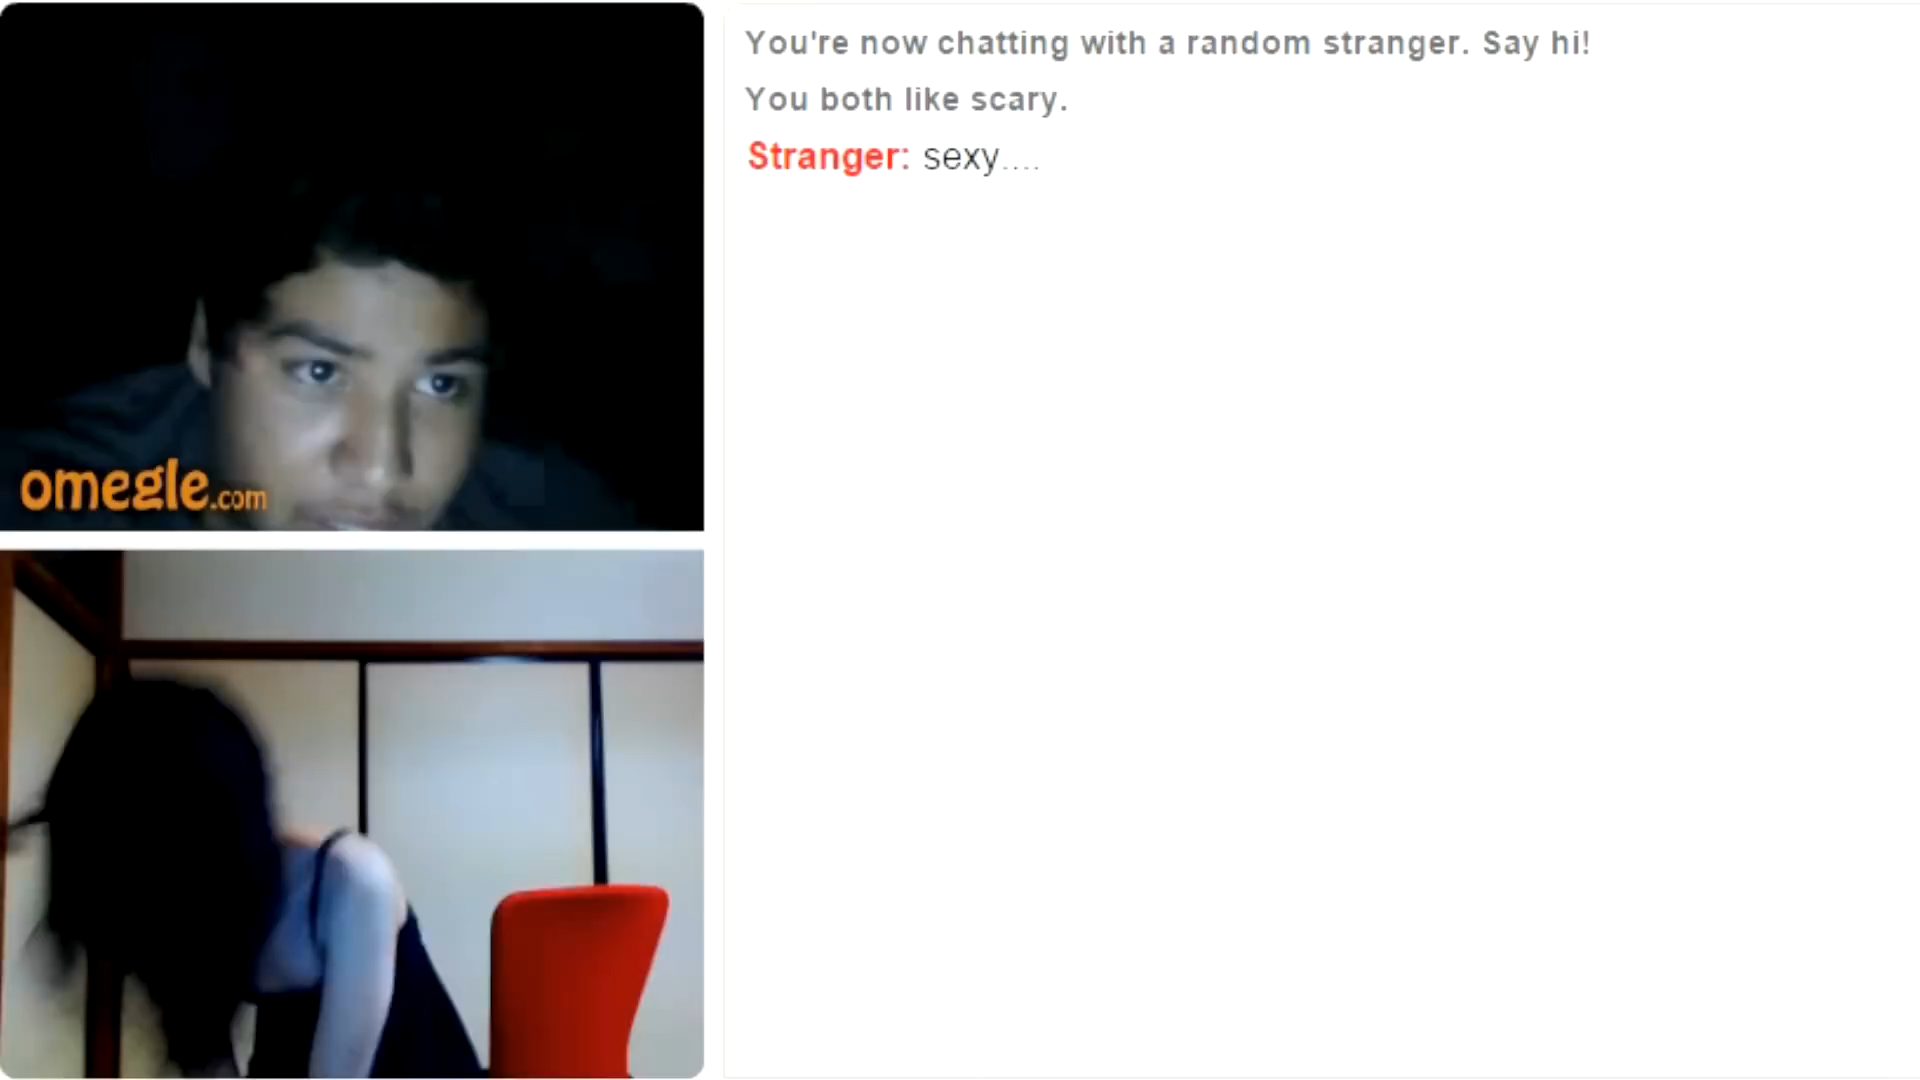 You're now chatting with a random stranger. Say hi!
You both like scary.
Stranger: sexy....
omegle.com